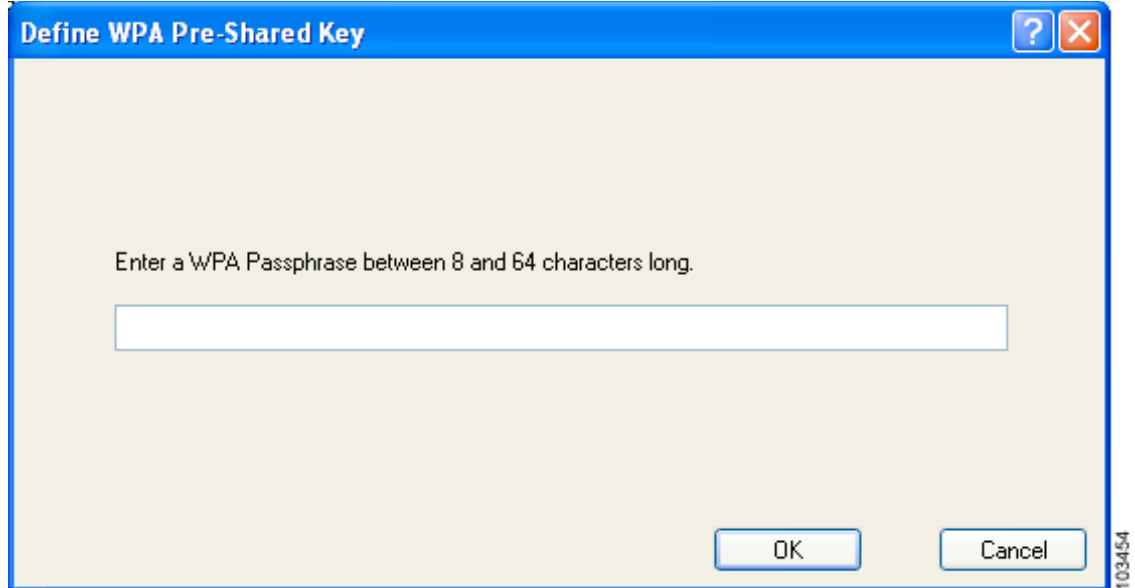 Define WPA Pre-Shared Key
?
Enter a WPA Passphrase between 8 and 64 characters long.
OK
Cancel
103454